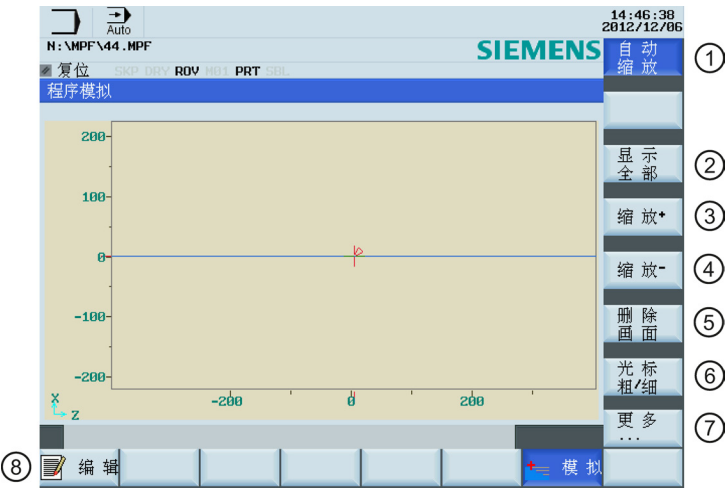 14:46:38
2012/12/06
Auto
N:\MPF\44.MPF
SIEMENS
复位 SKP DRY ROV M01 PRT SBL
程序模拟
自动
缩放
①
显示
全部
②
缩放+
③
缩放-
④
删除
画面
⑤
光标
粗/细
⑥
更多
...
⑦
200
100
0
-100
-200
X
Z
-200
0
200
⑧
编辑
模拟